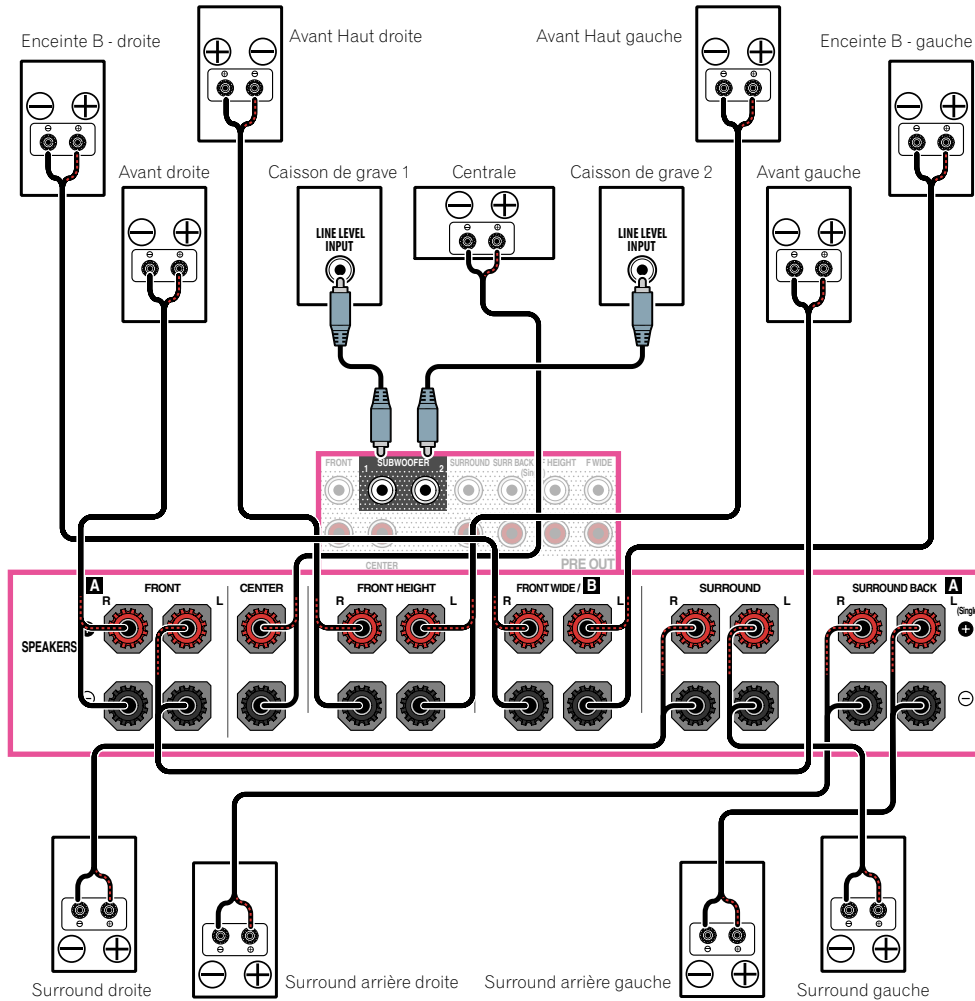 Enceinte B - droite
Avant Haut droite
Avant Haut gauche
Enceinte B - gauche
Avant droite
Caisson de grave 1
Centrale
Caisson de grave 2
Avant gauche
LINE LEVEL
INPUT
LINE LEVEL
INPUT
FRONT
SUBWOOFER
1
2
SURROUND
SURR BACK
F HEIGHT
F WIDE
CENTER
PRE OUT
A
FRONT
CENTER
FRONT HEIGHT
FRONT WIDE / B
SURROUND
SURROUND BACK A
R L
R L
R L
R L
R L
SPEAKERS
Surround droite
Surround arrière droite
Surround arrière gauche
Surround gauche